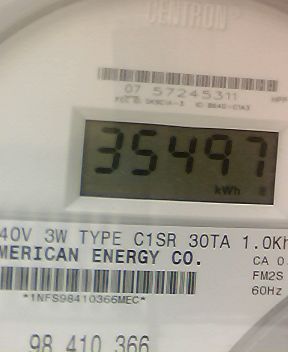 CENTRON
07 57245311
35497
kWh
40V 3W TYPE C1SR 30TA 1.0Kh
MERICAN ENERGY CO.
CA 0.
FM2S
60Hz
*1NFS98410366MEC*
98 410 366